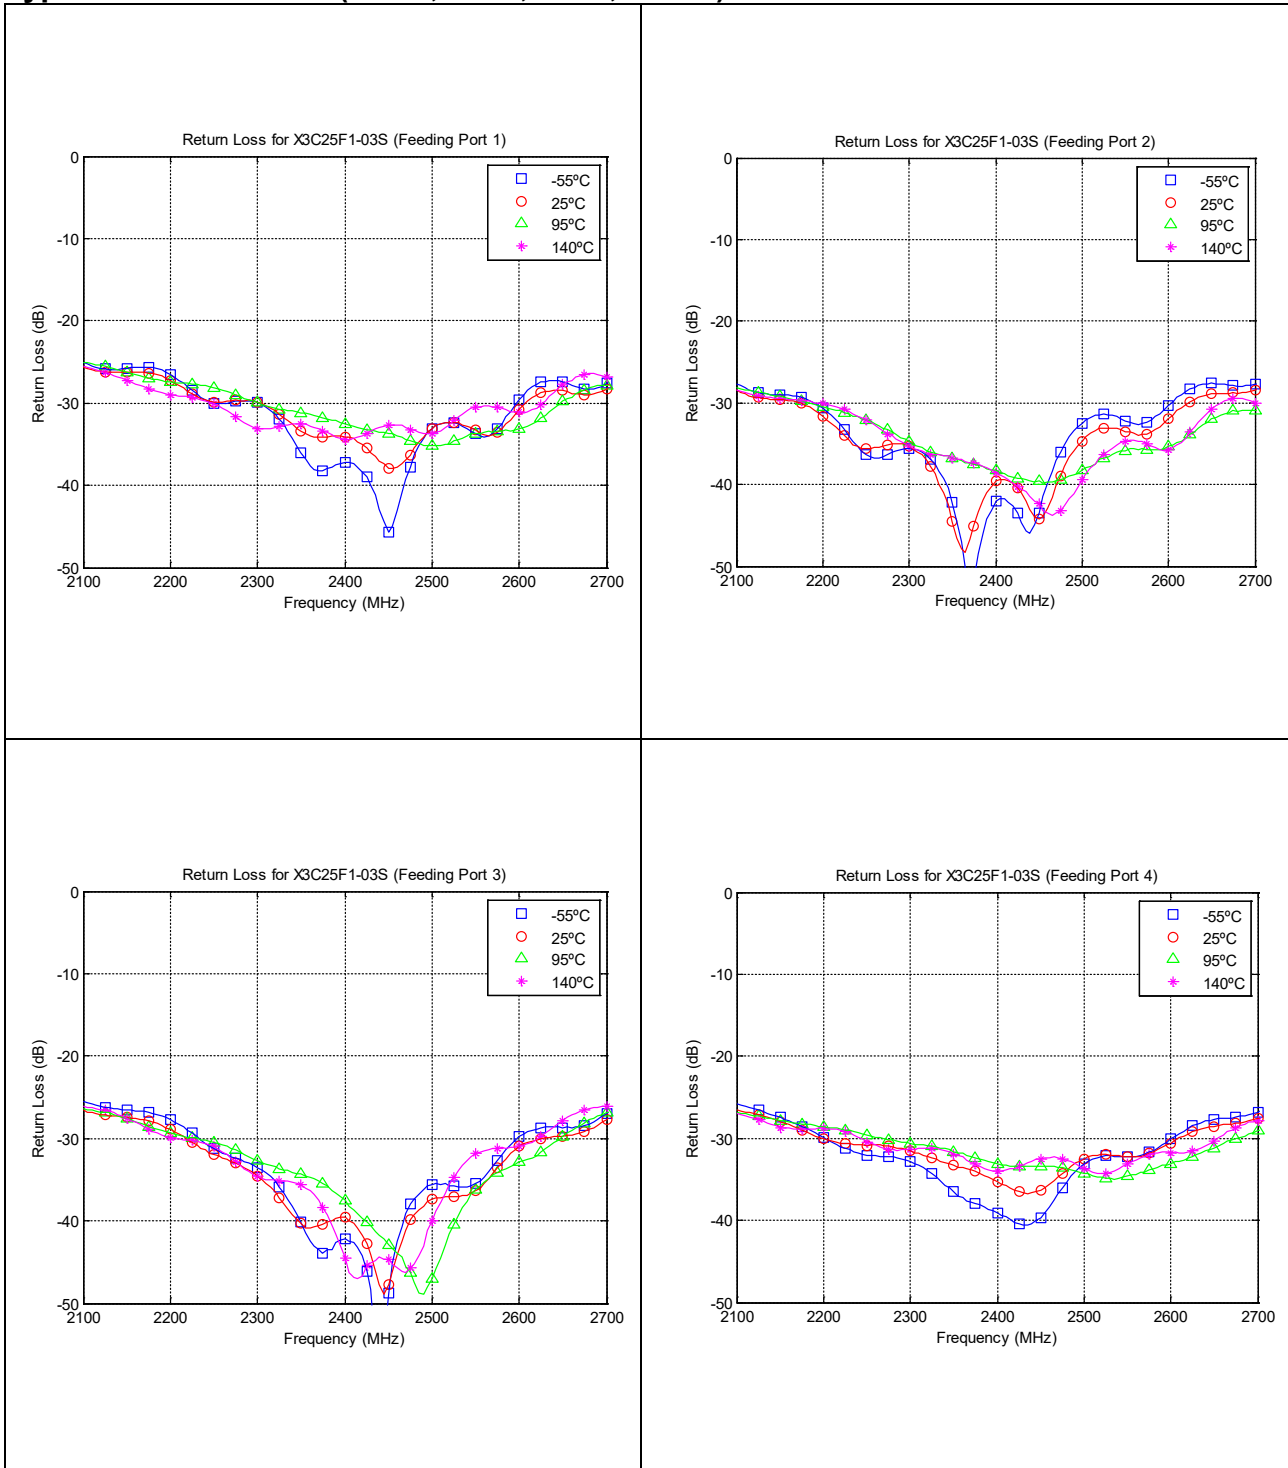 Return Loss for X3C25F1-03S (Feeding Port 1)
0
-10
-20
-30
-40
-50
Return Loss (dB)
-55ºC
25ºC
95ºC
140ºC
2100 2200 2300 2400 2500 2600 2700
Frequency (MHz)
Return Loss for X3C25F1-03S (Feeding Port 2)
0
-10
-20
-30
-40
-50
Return Loss (dB)
-55ºC
25ºC
95ºC
140ºC
2100 2200 2300 2400 2500 2600 2700
Frequency (MHz)
Return Loss for X3C25F1-03S (Feeding Port 3)
0
-10
-20
-30
-40
-50
Return Loss (dB)
-55ºC
25ºC
95ºC
140ºC
2100 2200 2300 2400 2500 2600 2700
Frequency (MHz)
Return Loss for X3C25F1-03S (Feeding Port 4)
0
-10
-20
-30
-40
-50
Return Loss (dB)
-55ºC
25ºC
95ºC
140ºC
2100 2200 2300 2400 2500 2600 2700
Frequency (MHz)